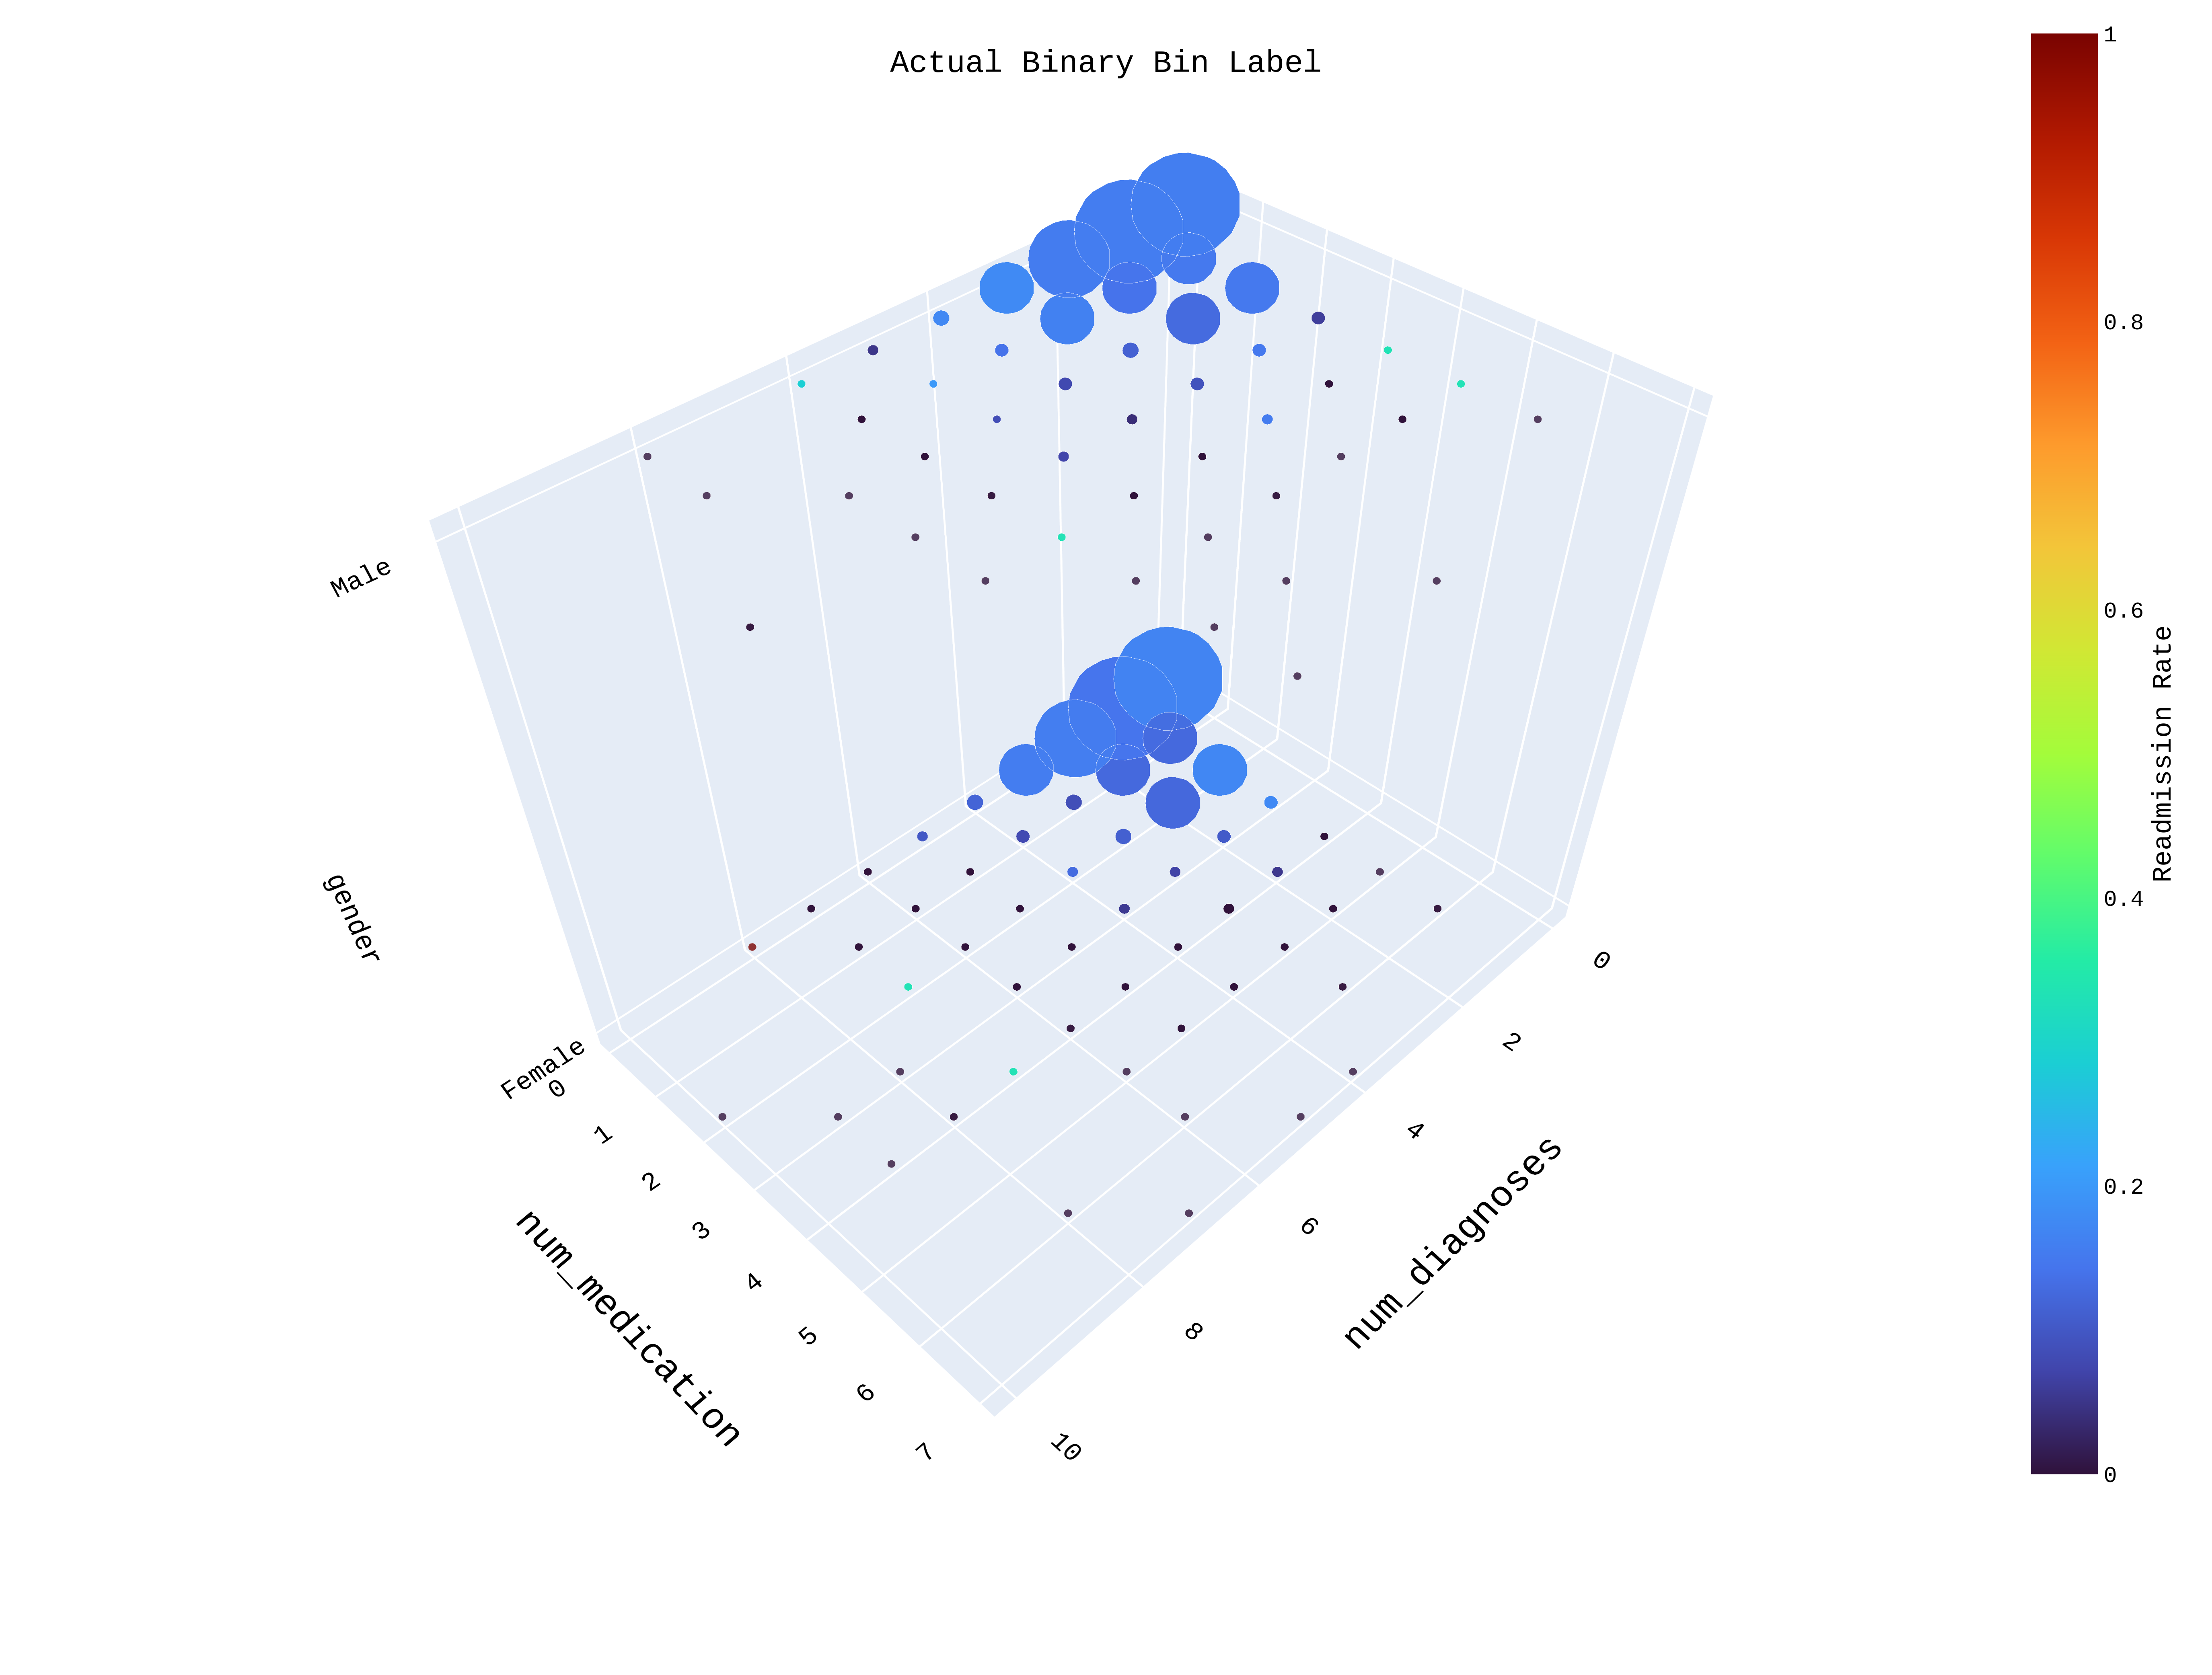 Actual Binary Bin Label
1
0.8
0.6
0.4
0.2
0
Readmission Rate
Male
gender
Female
0
1
2
3
4
5
6
7
num_medication
0
2
4
6
8
10
num_diagnoses